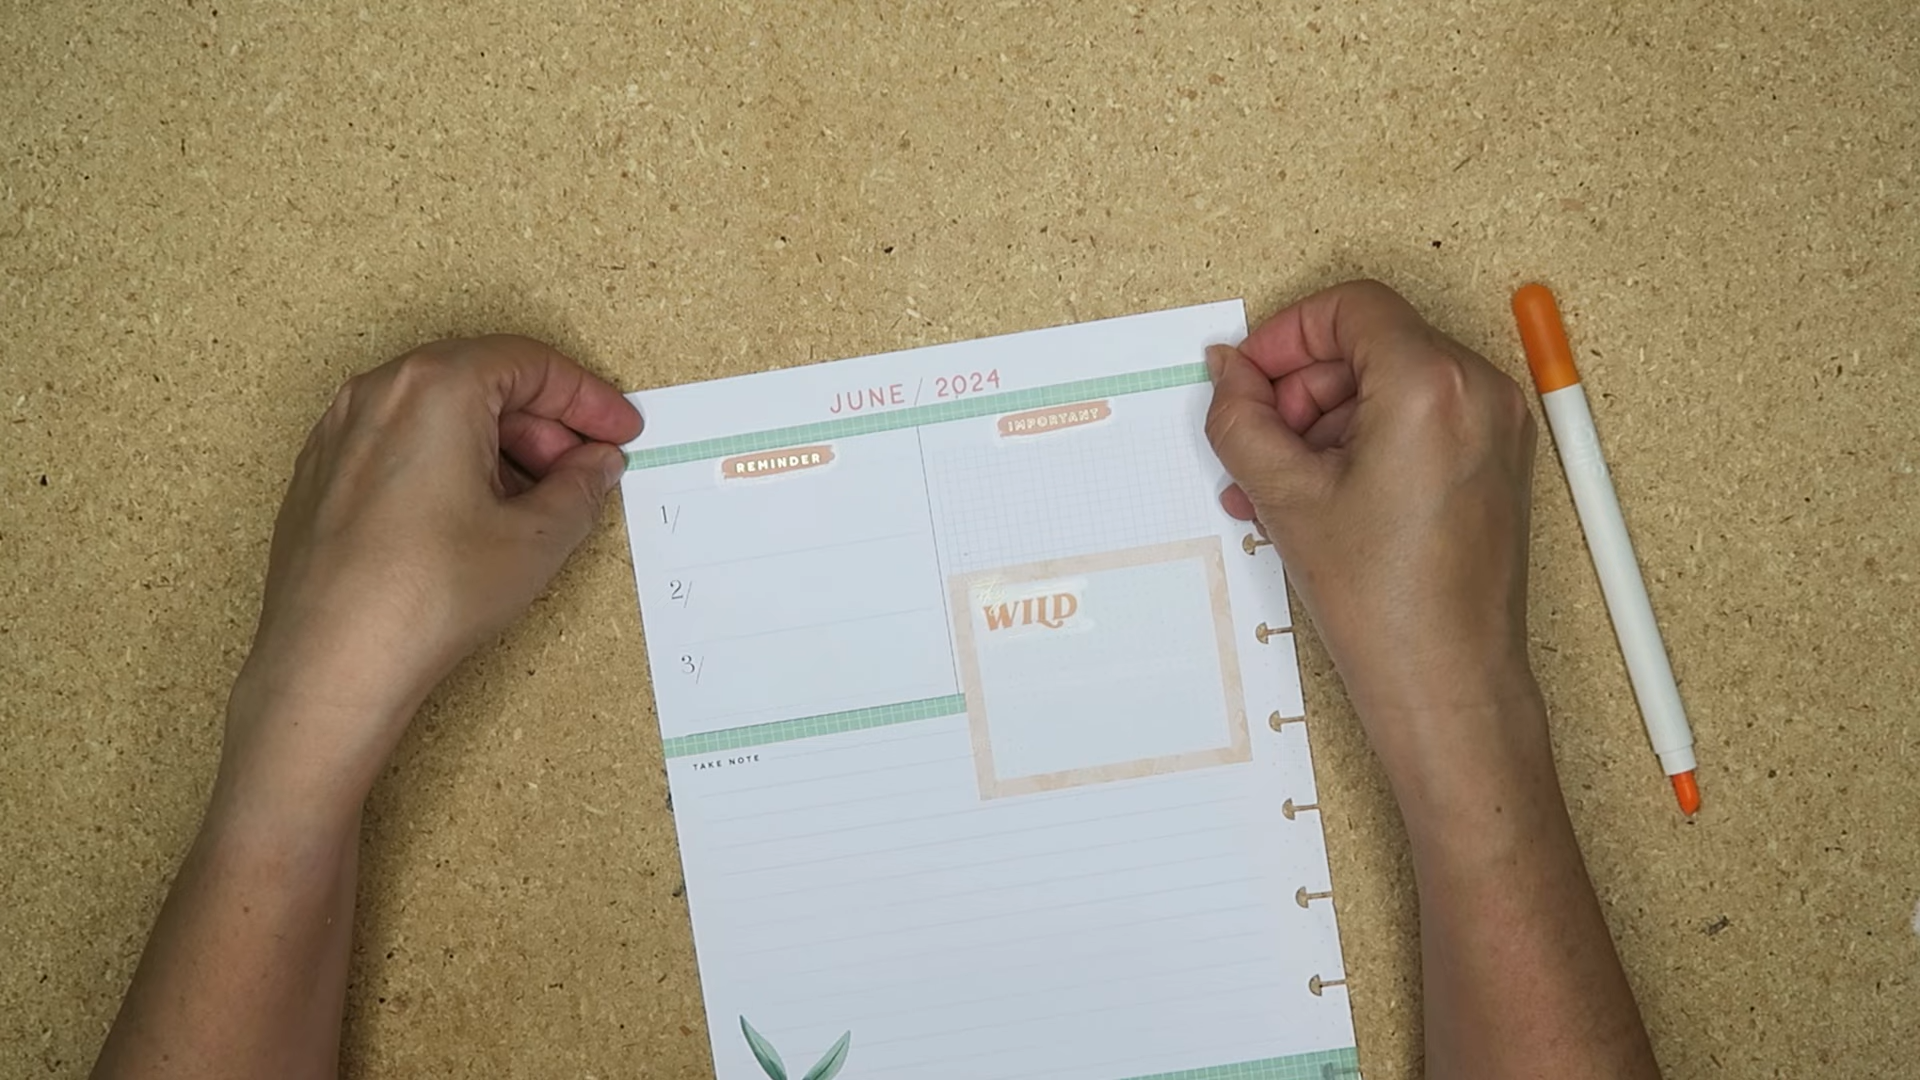 JUNE / 2024
REMINDER
IMPORTANT
1/
2/
3/
WILD
TAKE NOTE